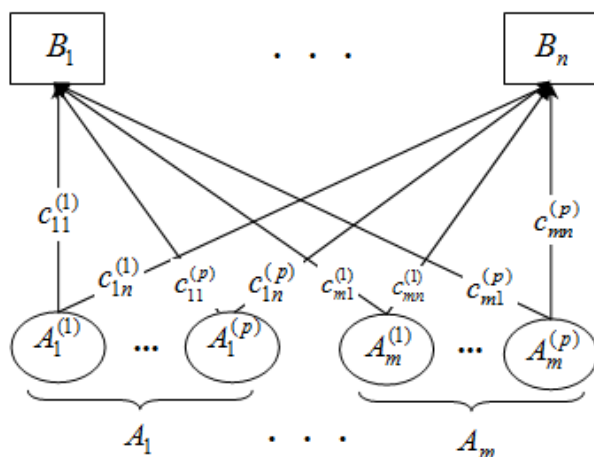 B₁ . . . Bₙ
c₁₁⁽¹⁾ cₘₙ⁽ᵖ⁾
c₁ₙ⁽¹⁾ c₁₁⁽ᵖ⁾ c₁ₙ⁽ᵖ⁾ cₘ₁⁽¹⁾ cₘₙ⁽¹⁾ cₘ₁⁽ᵖ⁾
A₁⁽¹⁾ ... A₁⁽ᵖ⁾ Aₘ⁽¹⁾ ... Aₘ⁽ᵖ⁾
A₁ . . . Aₘ